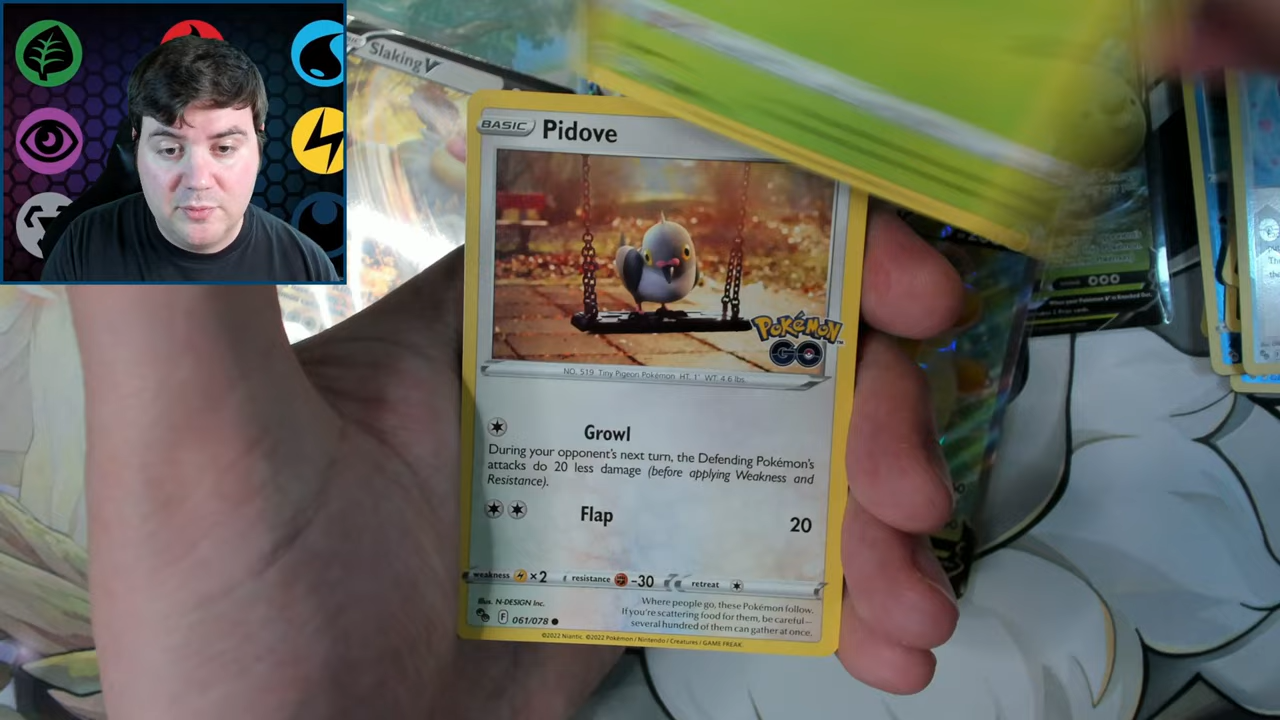 Slaking V
BASIC Pidove
Pokémon
GO
NO. 519 Tiny Pigeon Pokémon HT: 1' WT: 4.6 lbs.
Growl
During your opponent's next turn, the Defending Pokémon's
attacks do 20 less damage (before applying Weakness and
Resistance).
Flap 20
weakness ×2 resistance -30 retreat
Illus. N-DESIGN Inc.
F 061/078
Where people go, these Pokémon follow.
If you're scattering food for them, be careful—
several hundred of them can gather at once.
©2022 Niantic. ©2022 Pokémon / Nintendo / Creatures / GAME FREAK.